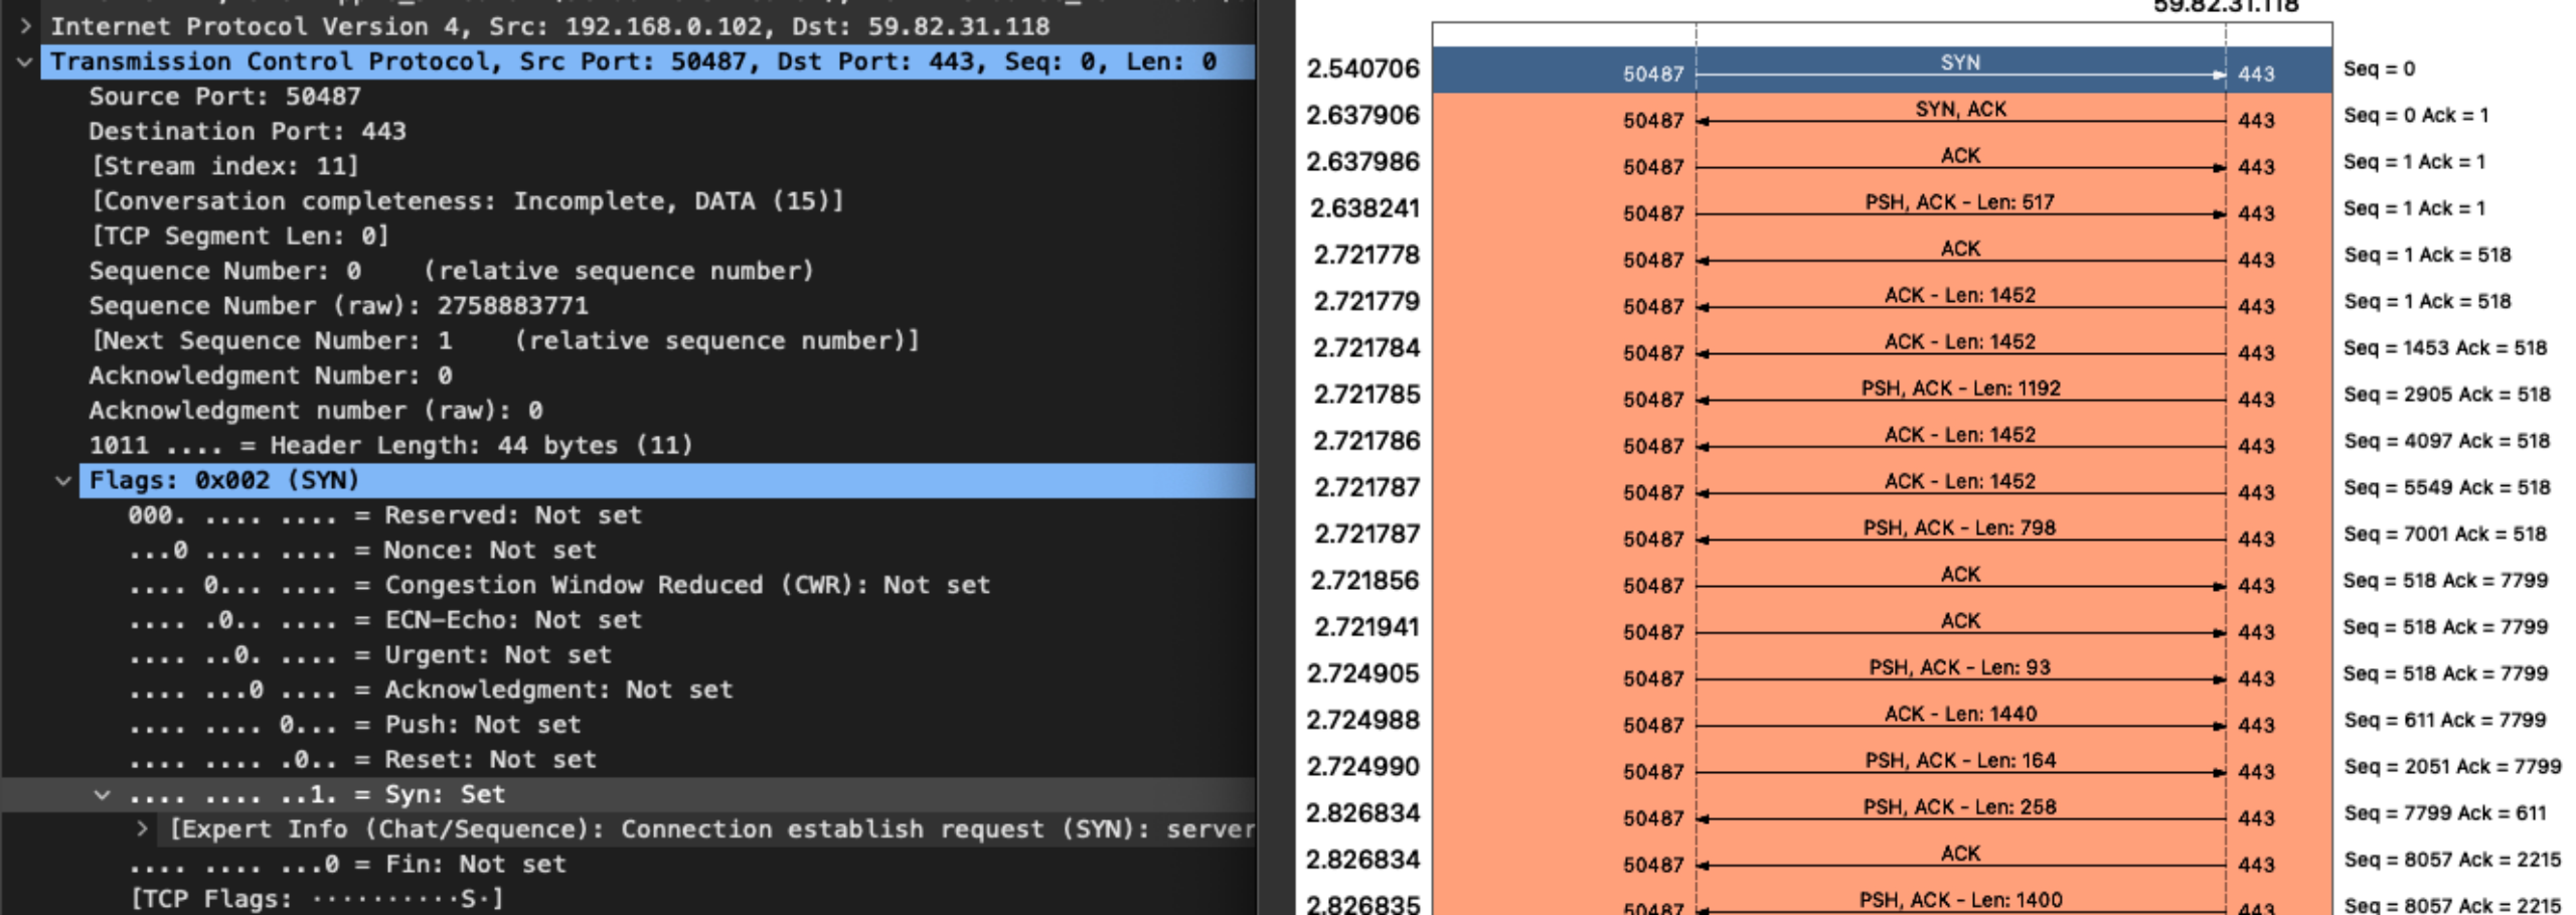 Internet Protocol Version 4, Src: 192.168.0.102, Dst: 59.82.31.118
Transmission Control Protocol, Src Port: 50487, Dst Port: 443, Seq: 0, Len: 0
Source Port: 50487
Destination Port: 443
[Stream index: 11]
[Conversation completeness: Incomplete, DATA (15)]
[TCP Segment Len: 0]
Sequence Number: 0    (relative sequence number)
Sequence Number (raw): 2758883771
[Next Sequence Number: 1    (relative sequence number)]
Acknowledgment Number: 0
Acknowledgment number (raw): 0
1011 .... = Header Length: 44 bytes (11)
Flags: 0x002 (SYN)
000. .... .... = Reserved: Not set
...0 .... .... = Nonce: Not set
.... 0... .... = Congestion Window Reduced (CWR): Not set
.... .0.. .... = ECN-Echo: Not set
.... ..0. .... = Urgent: Not set
.... ...0 .... = Acknowledgment: Not set
.... .... 0... = Push: Not set
.... .... .0.. = Reset: Not set
.... .... ..1. = Syn: Set
[Expert Info (Chat/Sequence): Connection establish request (SYN): server
.... .... ...0 = Fin: Not set
[TCP Flags: ··········S·]
59.82.31.118
2.540706 50487 SYN 443 Seq = 0
2.637906 50487 SYN, ACK 443 Seq = 0 Ack = 1
2.637986 50487 ACK 443 Seq = 1 Ack = 1
2.638241 50487 PSH, ACK - Len: 517 443 Seq = 1 Ack = 1
2.721778 50487 ACK 443 Seq = 1 Ack = 518
2.721779 50487 ACK - Len: 1452 443 Seq = 1 Ack = 518
2.721784 50487 ACK - Len: 1452 443 Seq = 1453 Ack = 518
2.721785 50487 PSH, ACK - Len: 1192 443 Seq = 2905 Ack = 518
2.721786 50487 ACK - Len: 1452 443 Seq = 4097 Ack = 518
2.721787 50487 ACK - Len: 1452 443 Seq = 5549 Ack = 518
2.721787 50487 PSH, ACK - Len: 798 443 Seq = 7001 Ack = 518
2.721856 50487 ACK 443 Seq = 518 Ack = 7799
2.721941 50487 ACK 443 Seq = 518 Ack = 7799
2.724905 50487 PSH, ACK - Len: 93 443 Seq = 518 Ack = 7799
2.724988 50487 ACK - Len: 1440 443 Seq = 611 Ack = 7799
2.724990 50487 PSH, ACK - Len: 164 443 Seq = 2051 Ack = 7799
2.826834 50487 PSH, ACK - Len: 258 443 Seq = 7799 Ack = 611
2.826834 50487 ACK 443 Seq = 8057 Ack = 2215
2.826835 50487 PSH, ACK - Len: 1400 443 Seq = 8057 Ack = 2215